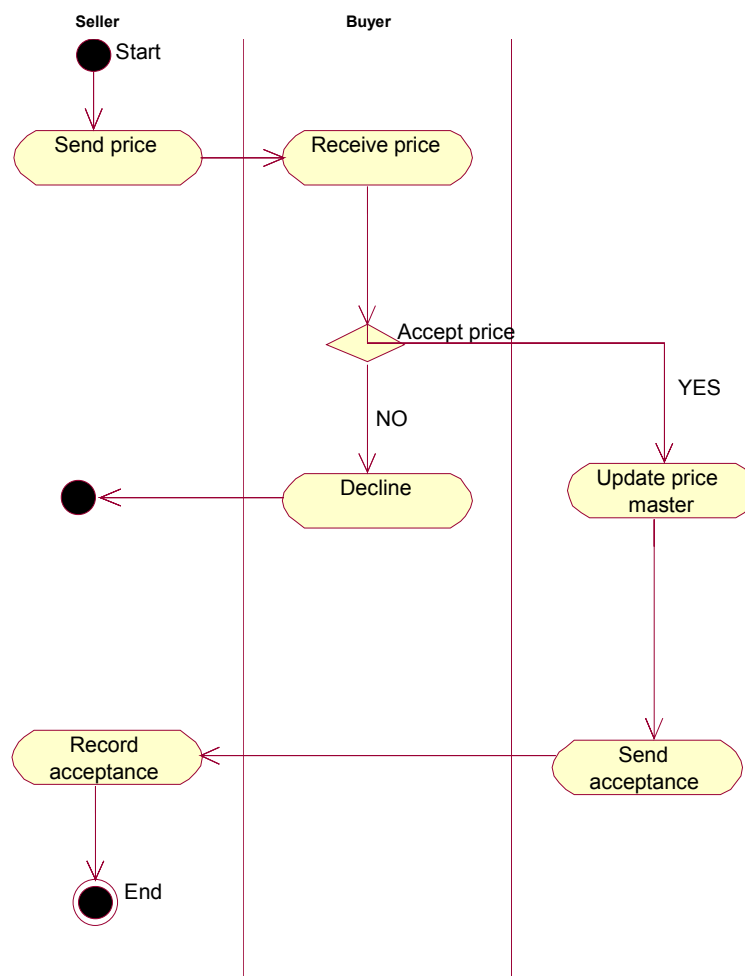 Seller
Buyer
Start
Send price
Receive price
Accept price
YES
NO
Decline
Update price
master
Record
acceptance
Send
acceptance
End